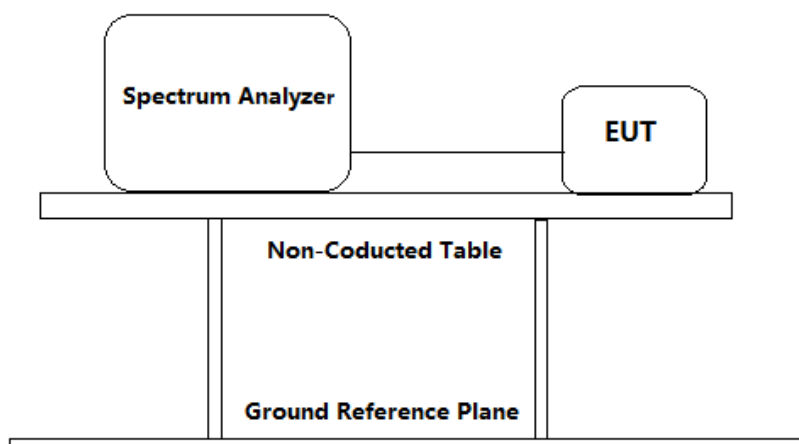 Spectrum Analyzer
EUT
Non-Coducted Table
Ground Reference Plane